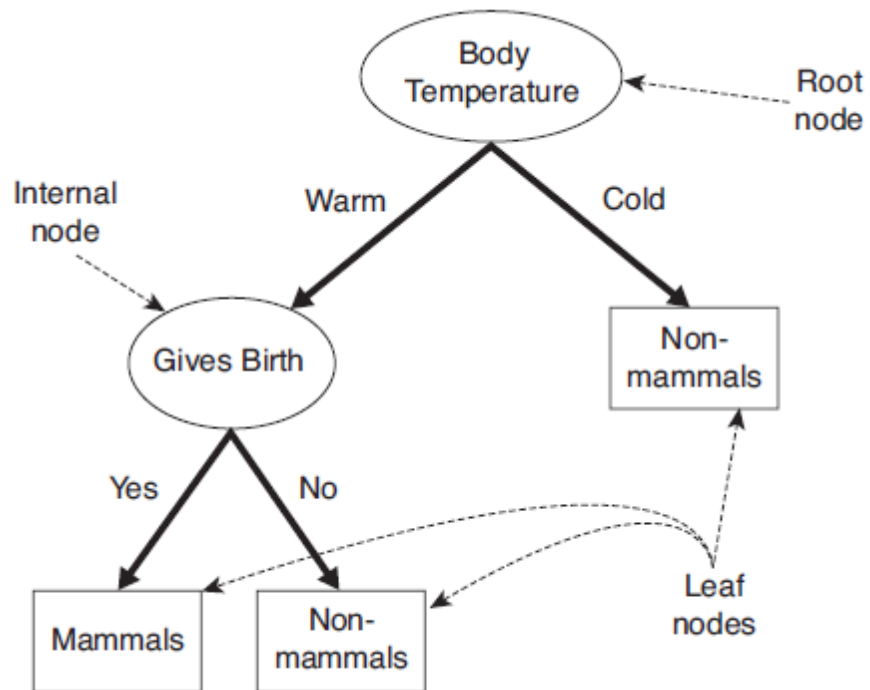 Body
Temperature
Root
node
Internal
node
Warm
Cold
Gives Birth
Non-
mammals
Yes
No
Mammals
Non-
mammals
Leaf
nodes